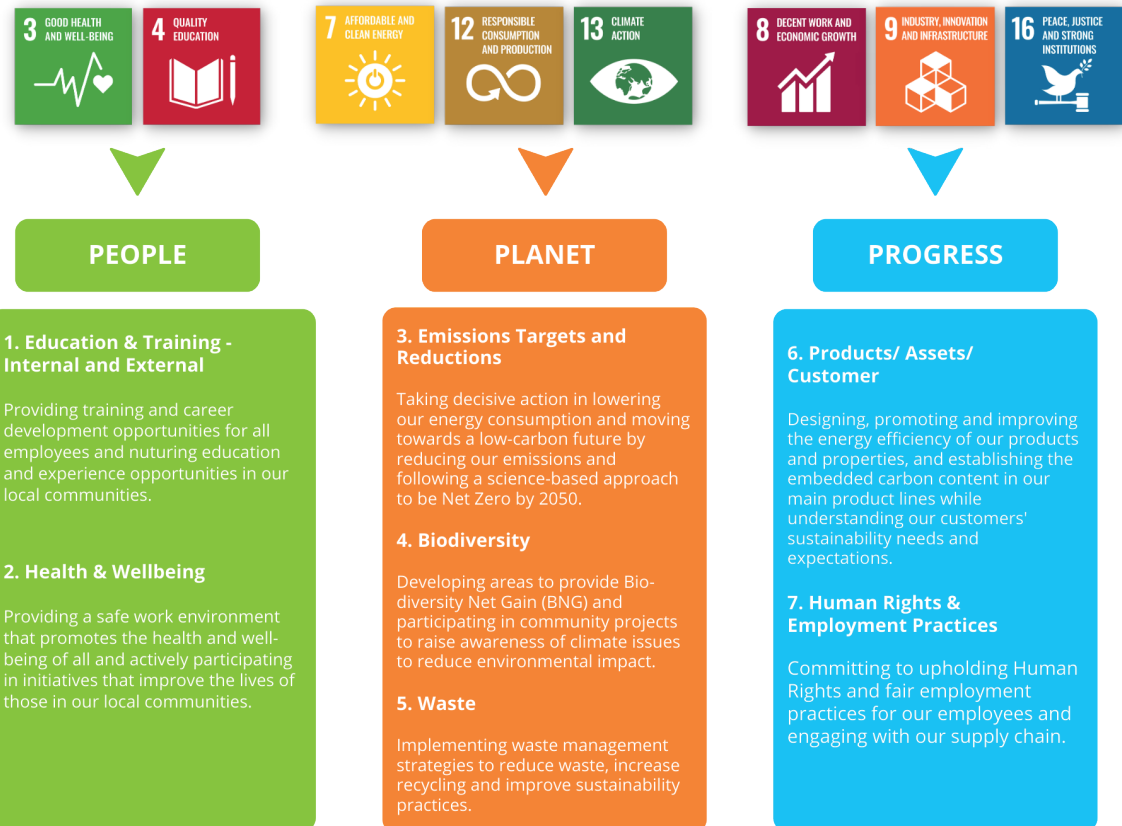 3 GOOD HEALTH
AND WELL-BEING
4 QUALITY
EDUCATION
7 AFFORDABLE AND
CLEAN ENERGY
12 RESPONSIBLE
CONSUMPTION
AND PRODUCTION
13 CLIMATE
ACTION
8 DECENT WORK AND
ECONOMIC GROWTH
9 INDUSTRY, INNOVATION
AND INFRASTRUCTURE
16 PEACE, JUSTICE
AND STRONG
INSTITUTIONS
PEOPLE
1. Education & Training -
Internal and External
Providing training and career
development opportunities for all
employees and nuturing education
and experience opportunities in our
local communities.
2. Health & Wellbeing
Providing a safe work environment
that promotes the health and well-
being of all and actively participating
in initiatives that improve the lives of
those in our local communities.
PLANET
3. Emissions Targets and
Reductions
Taking decisive action in lowering
our energy consumption and moving
towards a low-carbon future by
reducing our emissions and
following a science-based approach
to be Net Zero by 2050.
4. Biodiversity
Developing areas to provide Bio-
diversity Net Gain (BNG) and
participating in community projects
to raise awareness of climate issues
to reduce environmental impact.
5. Waste
Implementing waste management
strategies to reduce waste, increase
recycling and improve sustainability
practices.
PROGRESS
6. Products/ Assets/
Customer
Designing, promoting and improving
the energy efficiency of our products
and properties, and establishing the
embedded carbon content in our
main product lines while
understanding our customers'
sustainability needs and
expectations.
7. Human Rights &
Employment Practices
Committing to upholding Human
Rights and fair employment
practices for our employees and
engaging with our supply chain.